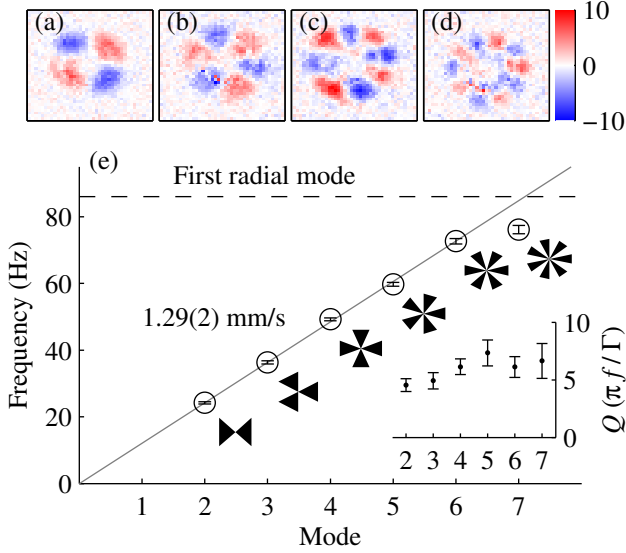 (a) (b) (c) (d) 10
0
−10
(e)
First radial mode
80
60
40
20
0
Frequency (Hz)
1.29(2) mm/s
10
5
0
Q (π f / Γ)
2 3 4 5 6 7
1 2 3 4 5 6 7
Mode